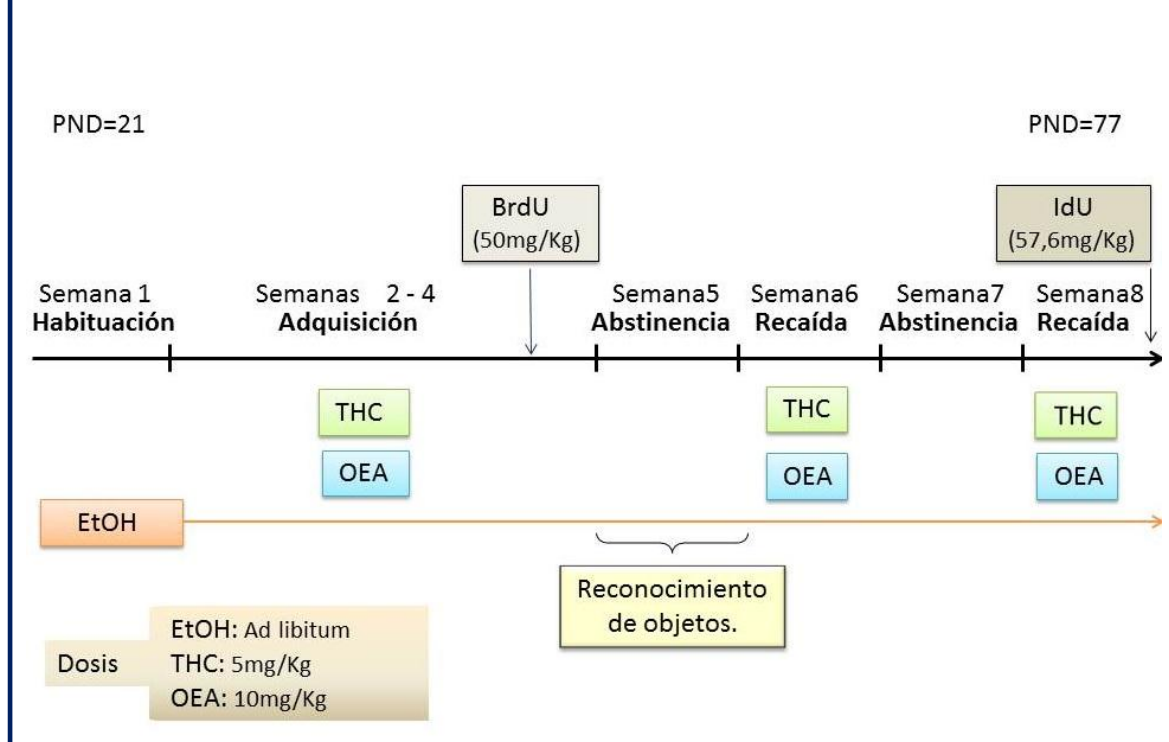 PND=21
PND=77
BrdU
(50mg/Kg)
IdU
(57,6mg/Kg)
Semana 1
Habituación
Semanas 2 - 4
Adquisición
Semana5
Abstinencia
Semana6
Recaída
Semana7
Abstinencia
Semana8
Recaída
THC
THC
THC
OEA
OEA
OEA
EtOH
Reconocimiento
de objetos.
Dosis
EtOH: Ad libitum
THC: 5mg/Kg
OEA: 10mg/Kg